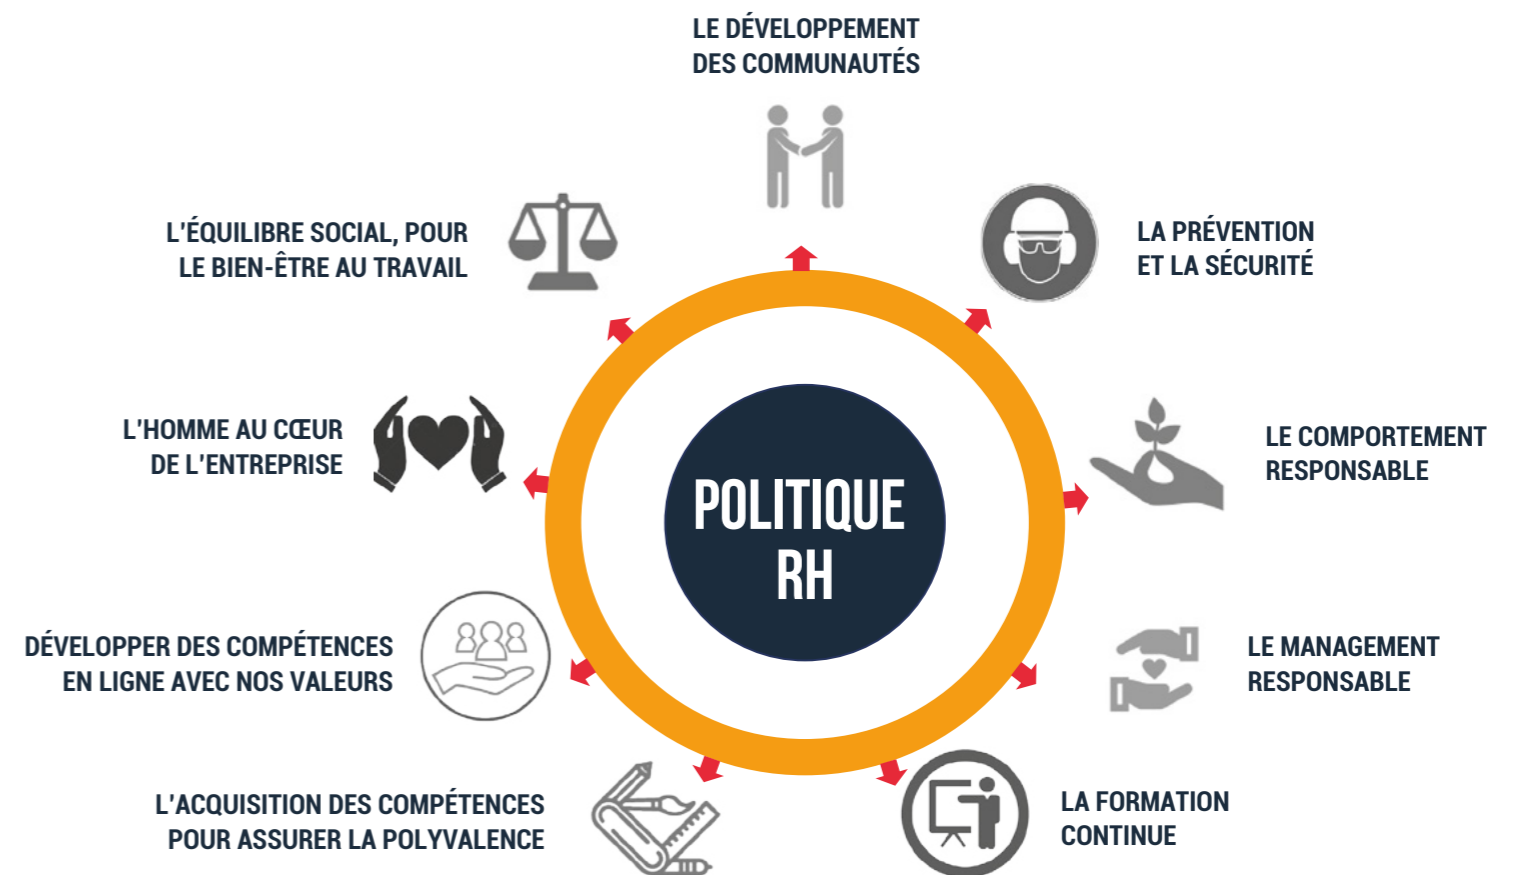 LE DÉVELOPPEMENT
DES COMMUNAUTÉS
L'ÉQUILIBRE SOCIAL, POUR
LE BIEN-ÊTRE AU TRAVAIL
LA PRÉVENTION
ET LA SÉCURITÉ
L'HOMME AU CŒUR
DE L'ENTREPRISE
LE COMPORTEMENT
RESPONSABLE
POLITIQUE
RH
DÉVELOPPER DES COMPÉTENCES
EN LIGNE AVEC NOS VALEURS
LE MANAGEMENT
RESPONSABLE
L'ACQUISITION DES COMPÉTENCES
POUR ASSURER LA POLYVALENCE
LA FORMATION
CONTINUE